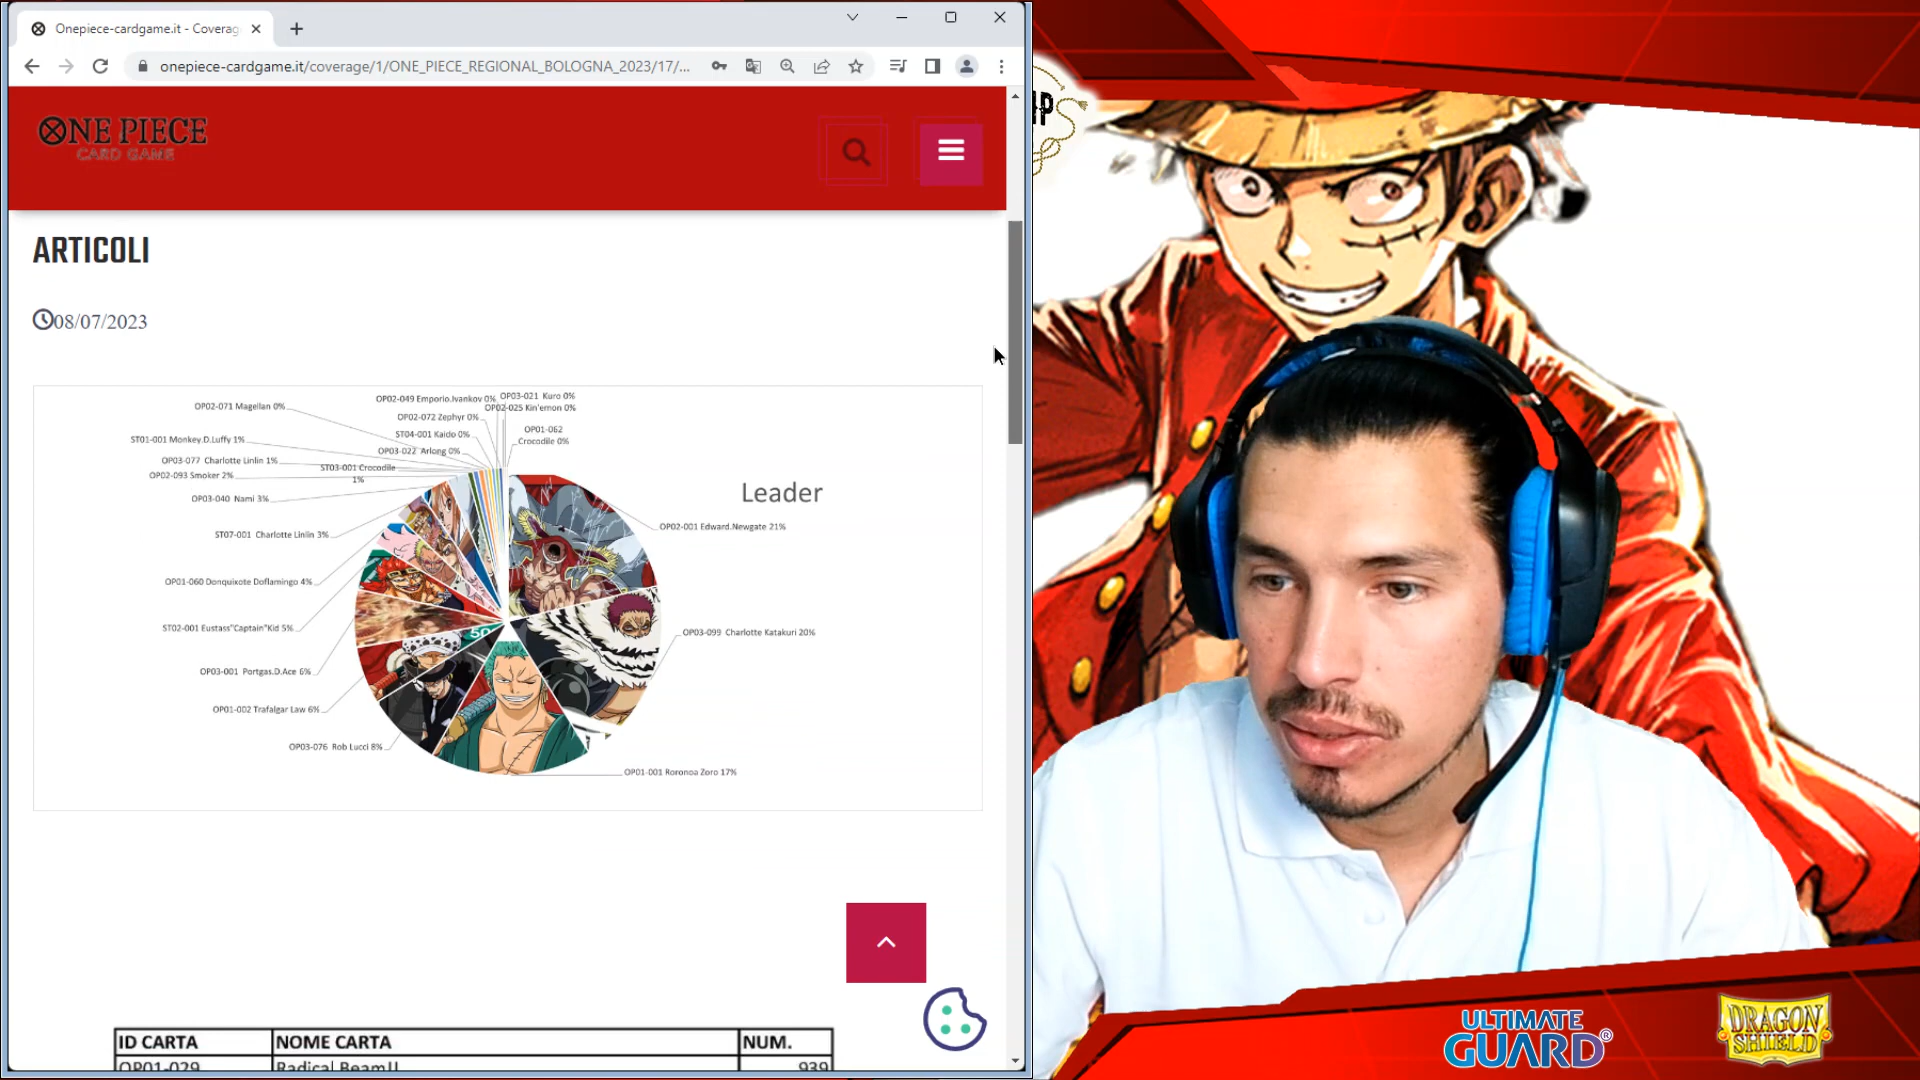 Onepiece-cardgame.it - Coverag
onepiece-cardgame.it/coverage/1/ONE_PIECE_REGIONAL_BOLOGNA_2023/17/...
ONE PIECE
CARD GAME
ARTICOLI
08/07/2023
OP02-071 Magellan 0%
OP02-049 Emporio.Ivankov 0%
OP03-021 Kuro 0%
OP02-025 Kin'emon 0%
OP02-072 Zephyr 0%
ST04-001 Kaido 0%
OP01-062
Crocodile 0%
ST01-001 Monkey.D.Luffy 1%
OP03-022 Arlong 0%
OP03-077 Charlotte Linlin 1%
ST03-001 Crocodile
1%
OP02-093 Smoker 2%
OP03-040 Nami 3%
Leader
OP02-001 Edward.Newgate 21%
ST07-001 Charlotte Linlin 3%
OP01-060 Donquixote Doflamingo 4%
ST02-001 Eustass"Captain"Kid 5%
OP03-099 Charlotte Katakuri 20%
OP03-001 Portgas.D.Ace 6%
OP01-002 Trafalgar Law 6%
OP03-076 Rob Lucci 8%
OP01-001 Roronoa Zoro 17%
ID CARTA NOME CARTA NUM.
OP01-029 Radical Beam!! 939
ULTIMATE
GUARD®
DRAGON
SHIELD